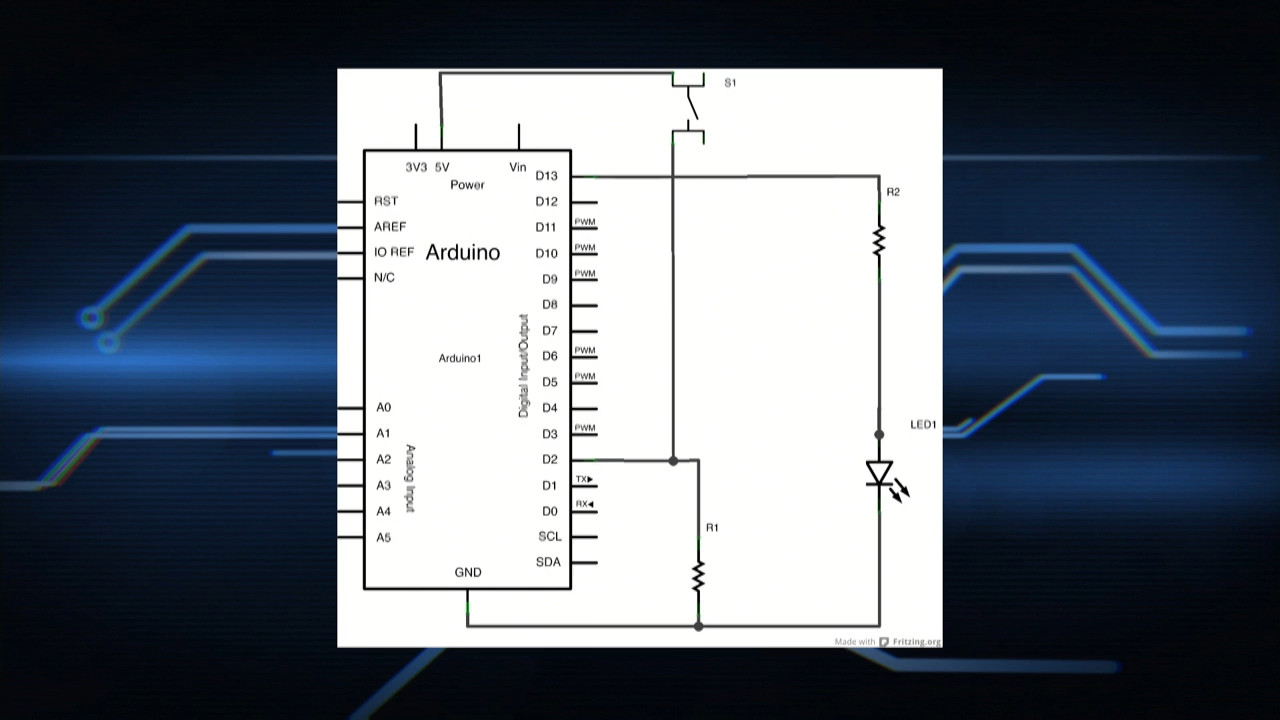 S1
3V3 5V Vin
Power
D13
R2
RST D12
AREF D11 PWM
IO REF Arduino D10 PWM
N/C D9 PWM
D8
D7
Digital Input/Output
Arduino1 D6 PWM
D5 PWM
A0 D4
A1 D3 PWM
LED1
A2 D2
Analog Input
A3 D1 TX▶
A4 D0 RX◀
R1
A5 SCL
SDA
GND
Made with Fritzing.org